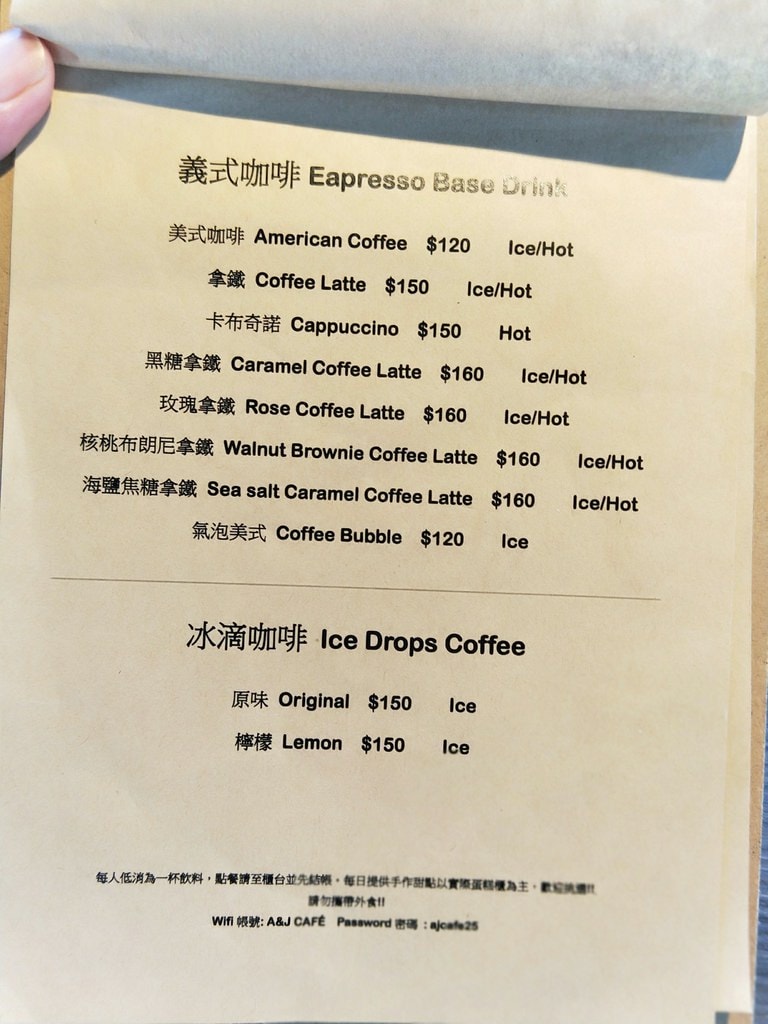 義式咖啡 Eapresso Base Drink
美式咖啡 American Coffee $120 Ice/Hot
拿鐵 Coffee Latte $150 Ice/Hot
卡布奇諾 Cappuccino $150 Hot
黑糖拿鐵 Caramel Coffee Latte $160 Ice/Hot
玫瑰拿鐵 Rose Coffee Latte $160 Ice/Hot
核桃布朗尼拿鐵 Walnut Brownie Coffee Latte $160 Ice/Hot
海鹽焦糖拿鐵 Sea salt Caramel Coffee Latte $160 Ice/Hot
氣泡美式 Coffee Bubble $120 Ice
冰滴咖啡 Ice Drops Coffee
原味 Original $150 Ice
檸檬 Lemon $150 Ice
每人低消為一杯飲料，點餐請至櫃台並先結帳。每日提供手作甜點以實際蛋糕櫃為主，歡迎挑選!!
請勿攜帶外食!!
Wifi 帳號: A&J CAFÉ Password 密碼 : ajcafe25